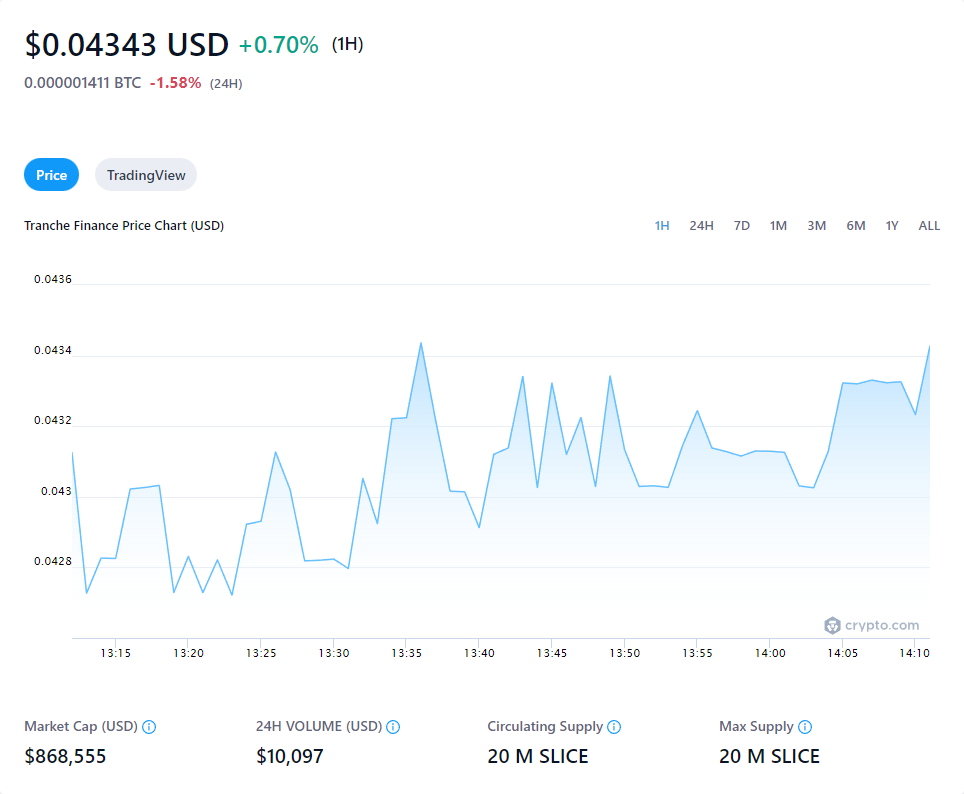 $0.04343 USD +0.70% (1H)
0.000001411 BTC -1.58% (24H)
Price TradingView
Tranche Finance Price Chart (USD) 1H 24H 7D 1M 3M 6M 1Y ALL
0.0436
0.0434
0.0432
0.043
0.0428
crypto.com
13:15 13:20 13:25 13:30 13:35 13:40 13:45 13:50 13:55 14:00 14:05 14:10
Market Cap (USD) 24H VOLUME (USD) Circulating Supply Max Supply
$868,555 $10,097 20 M SLICE 20 M SLICE